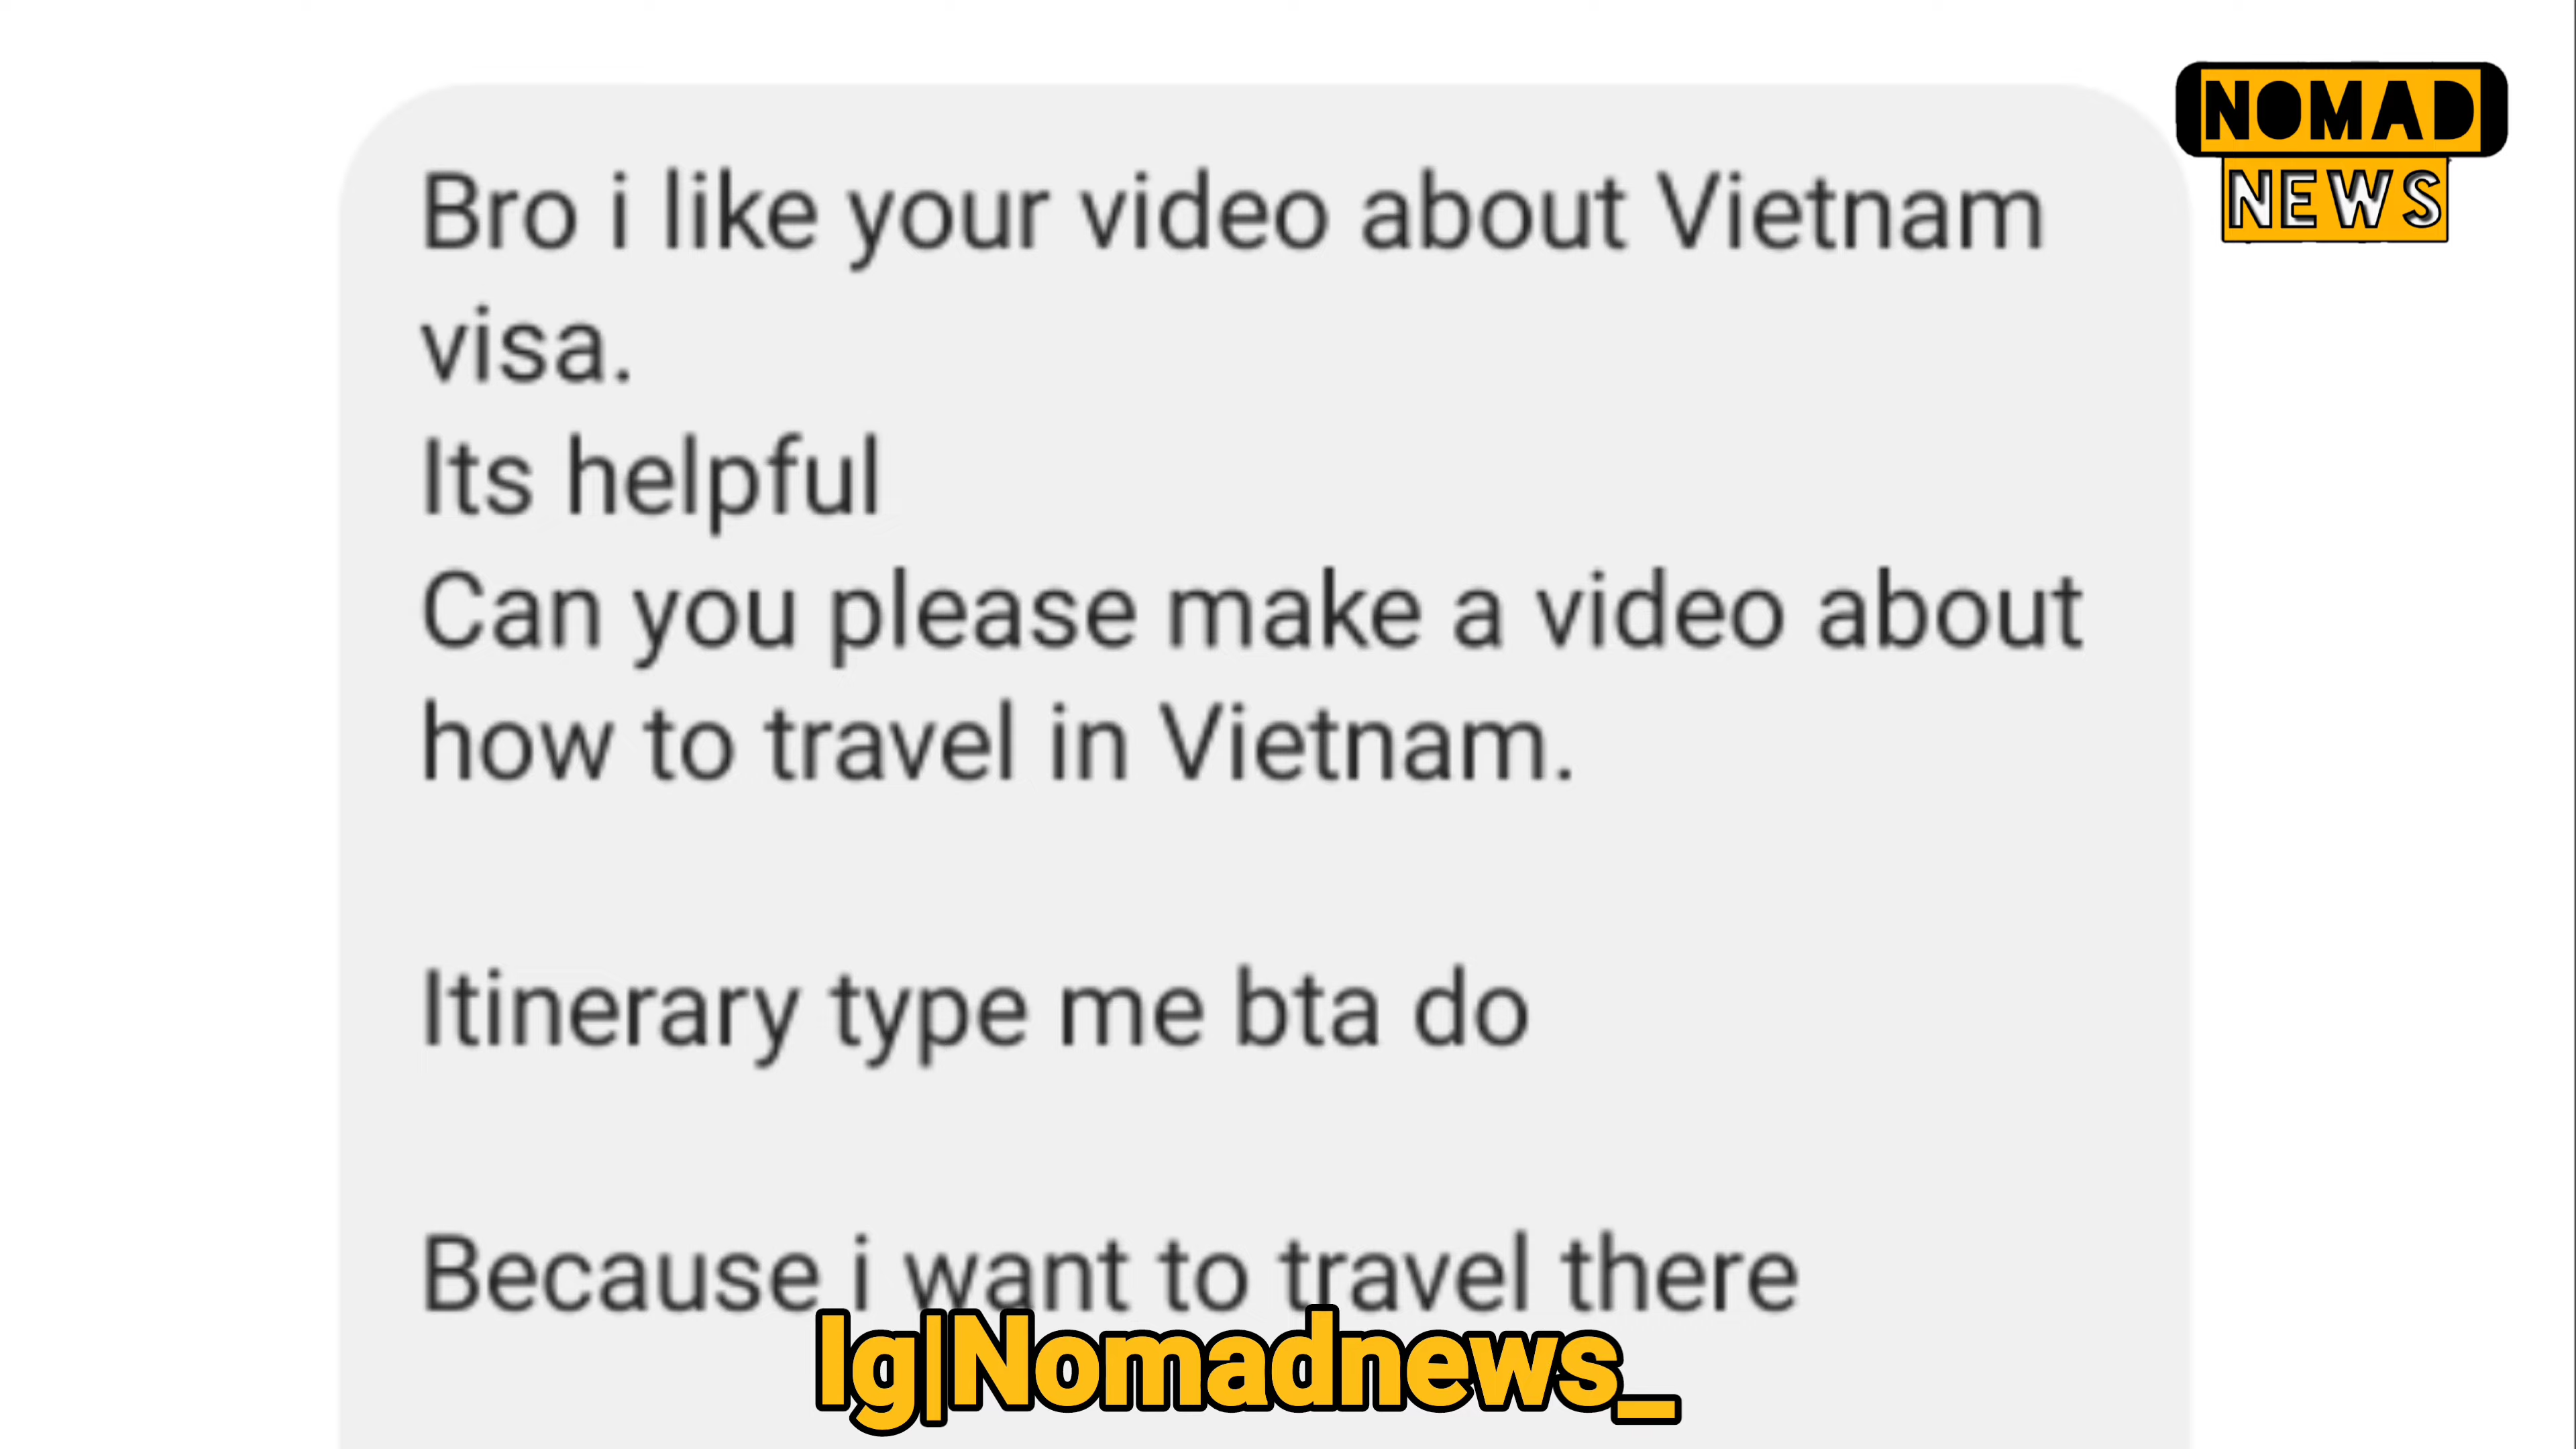 NOMAD
NEWS
Bro i like your video about Vietnam
visa.
Its helpful
Can you please make a video about
how to travel in Vietnam.
Itinerary type me bta do
Because i want to travel there
Ig|Nomadnews_